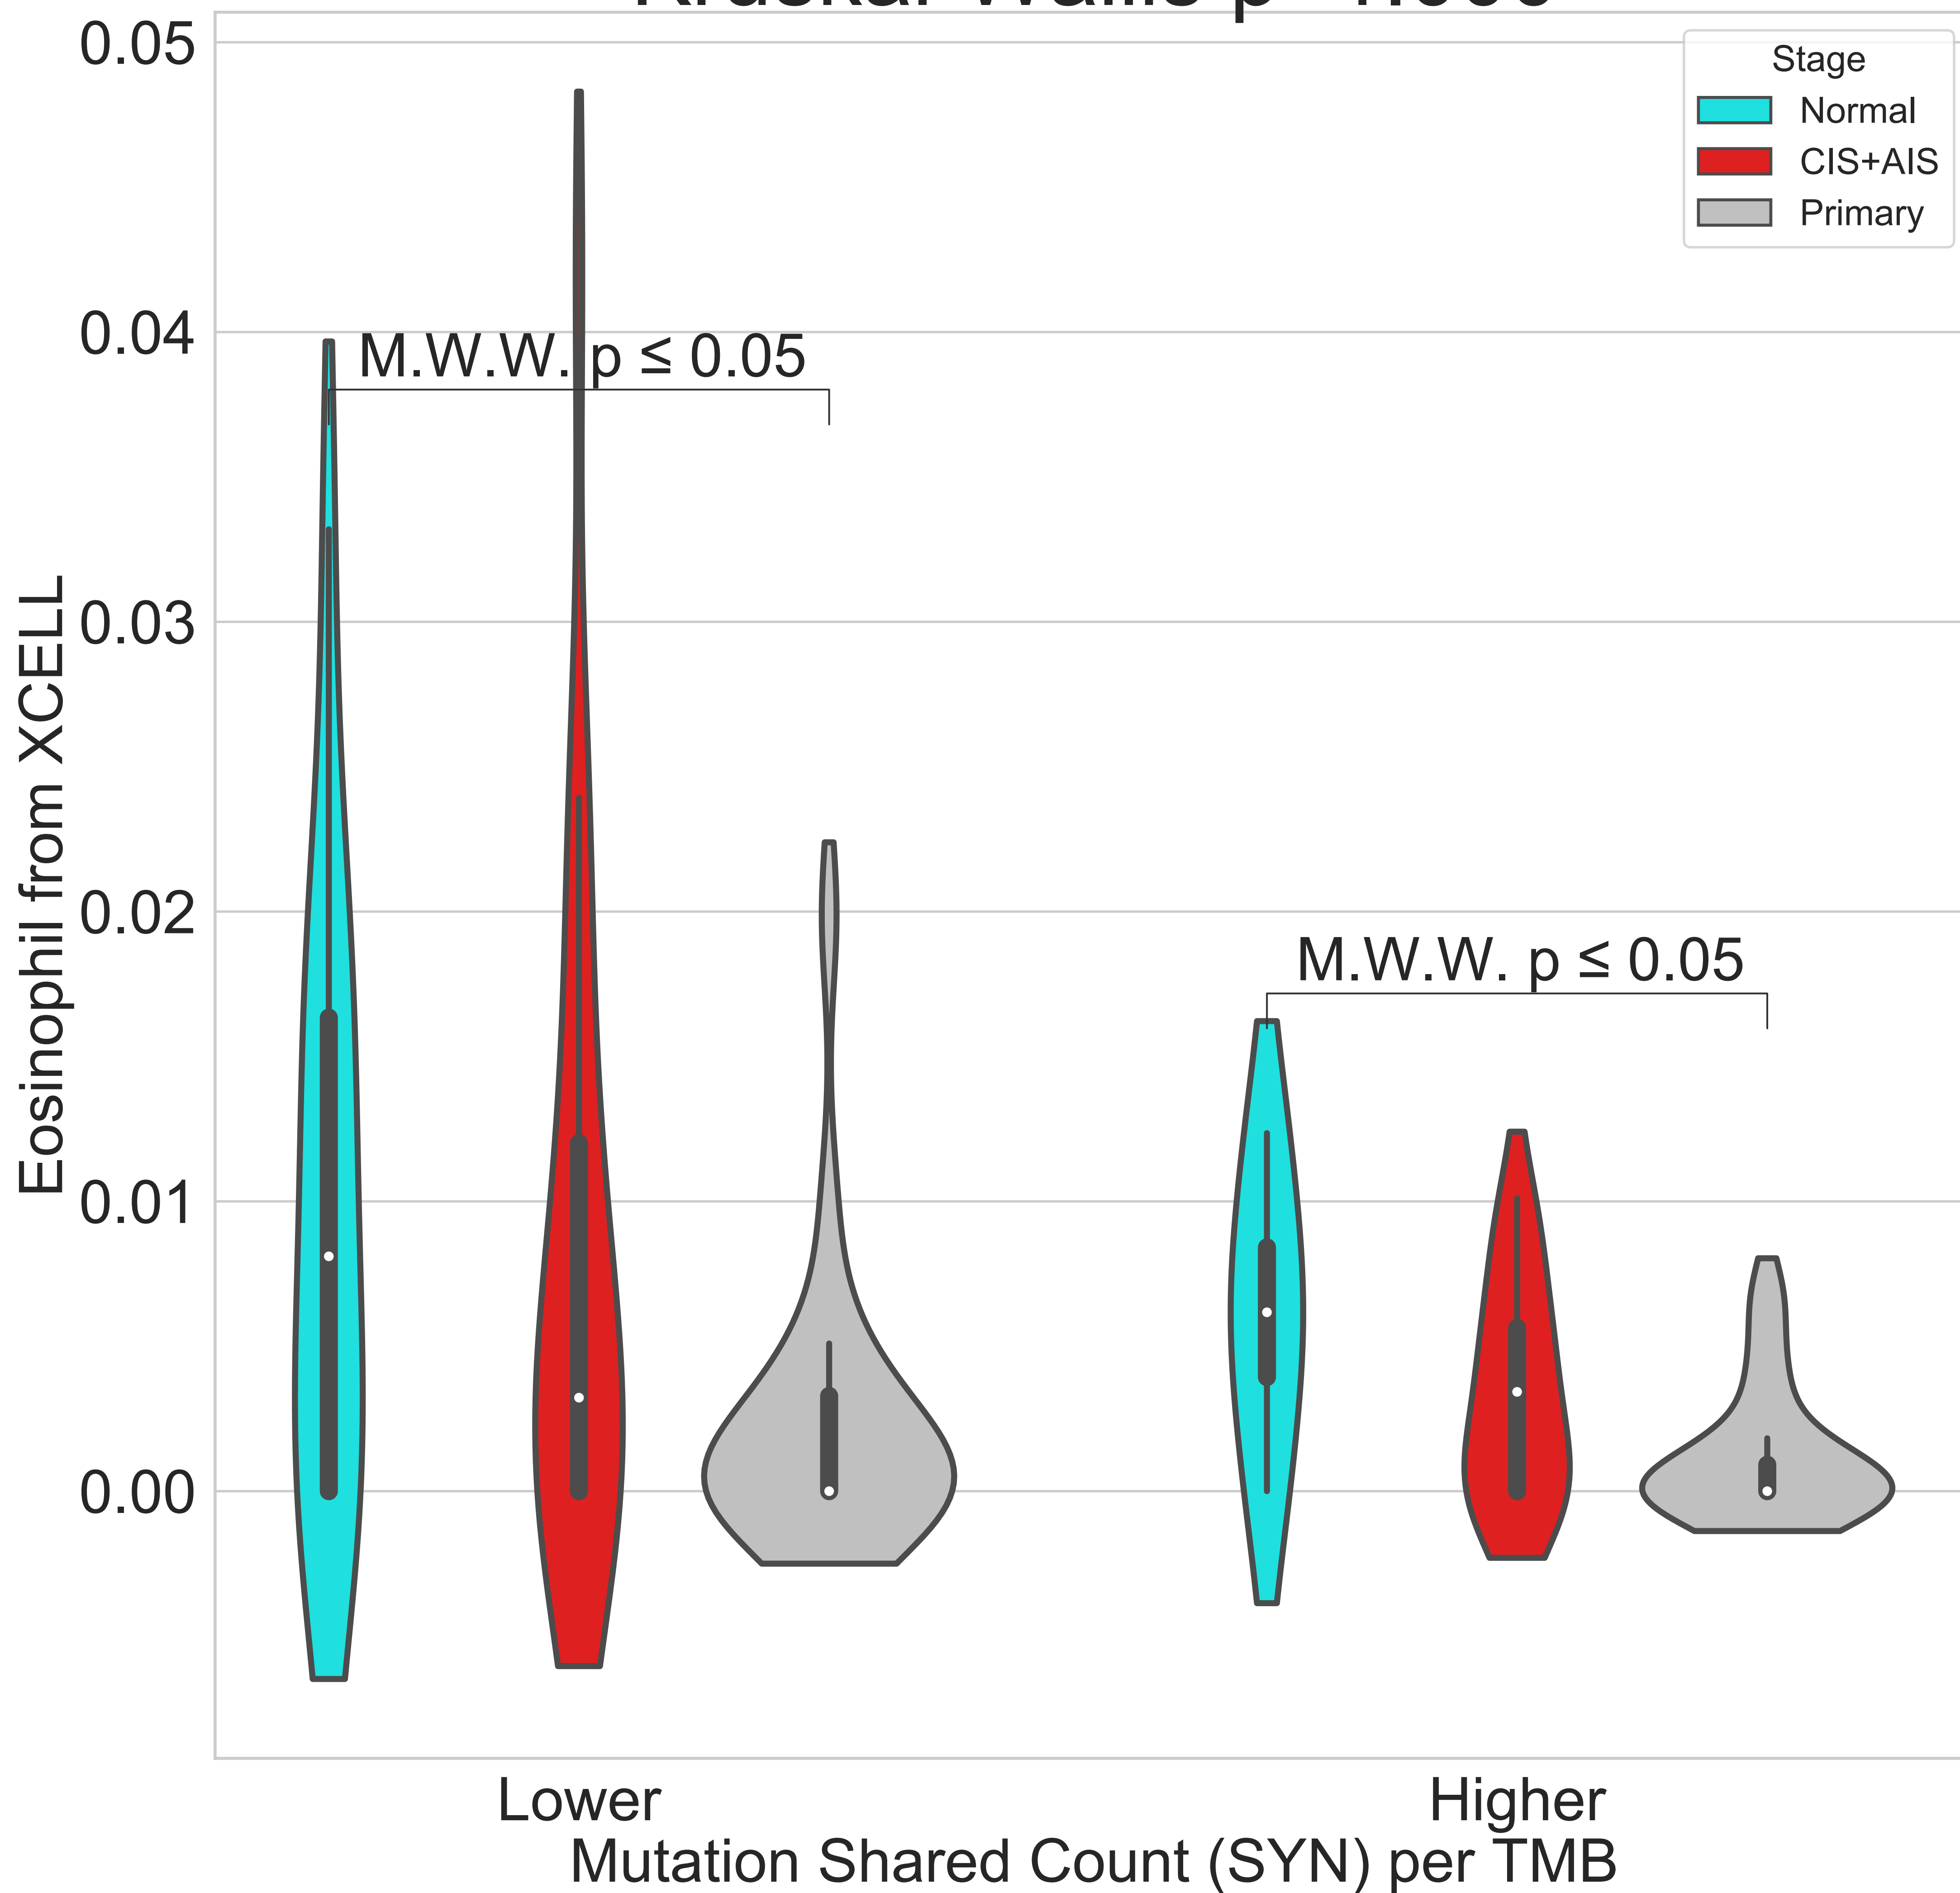 0.05
0.04
0.03
0.02
0.01
0.00
Eosinophil from XCELL
Stage
Normal
CIS+AIS
Primary
M.W.W. p ≤ 0.05
M.W.W. p ≤ 0.05
Lower
Higher
Mutation Shared Count (SYN) per TMB